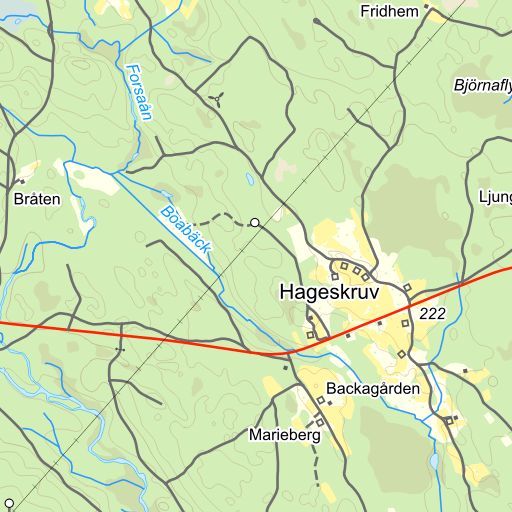 Fridhem
Björnafly
Forsaån
Ljung
Bråten
Boabäck
Hageskruv
222
Backagården
Marieberg